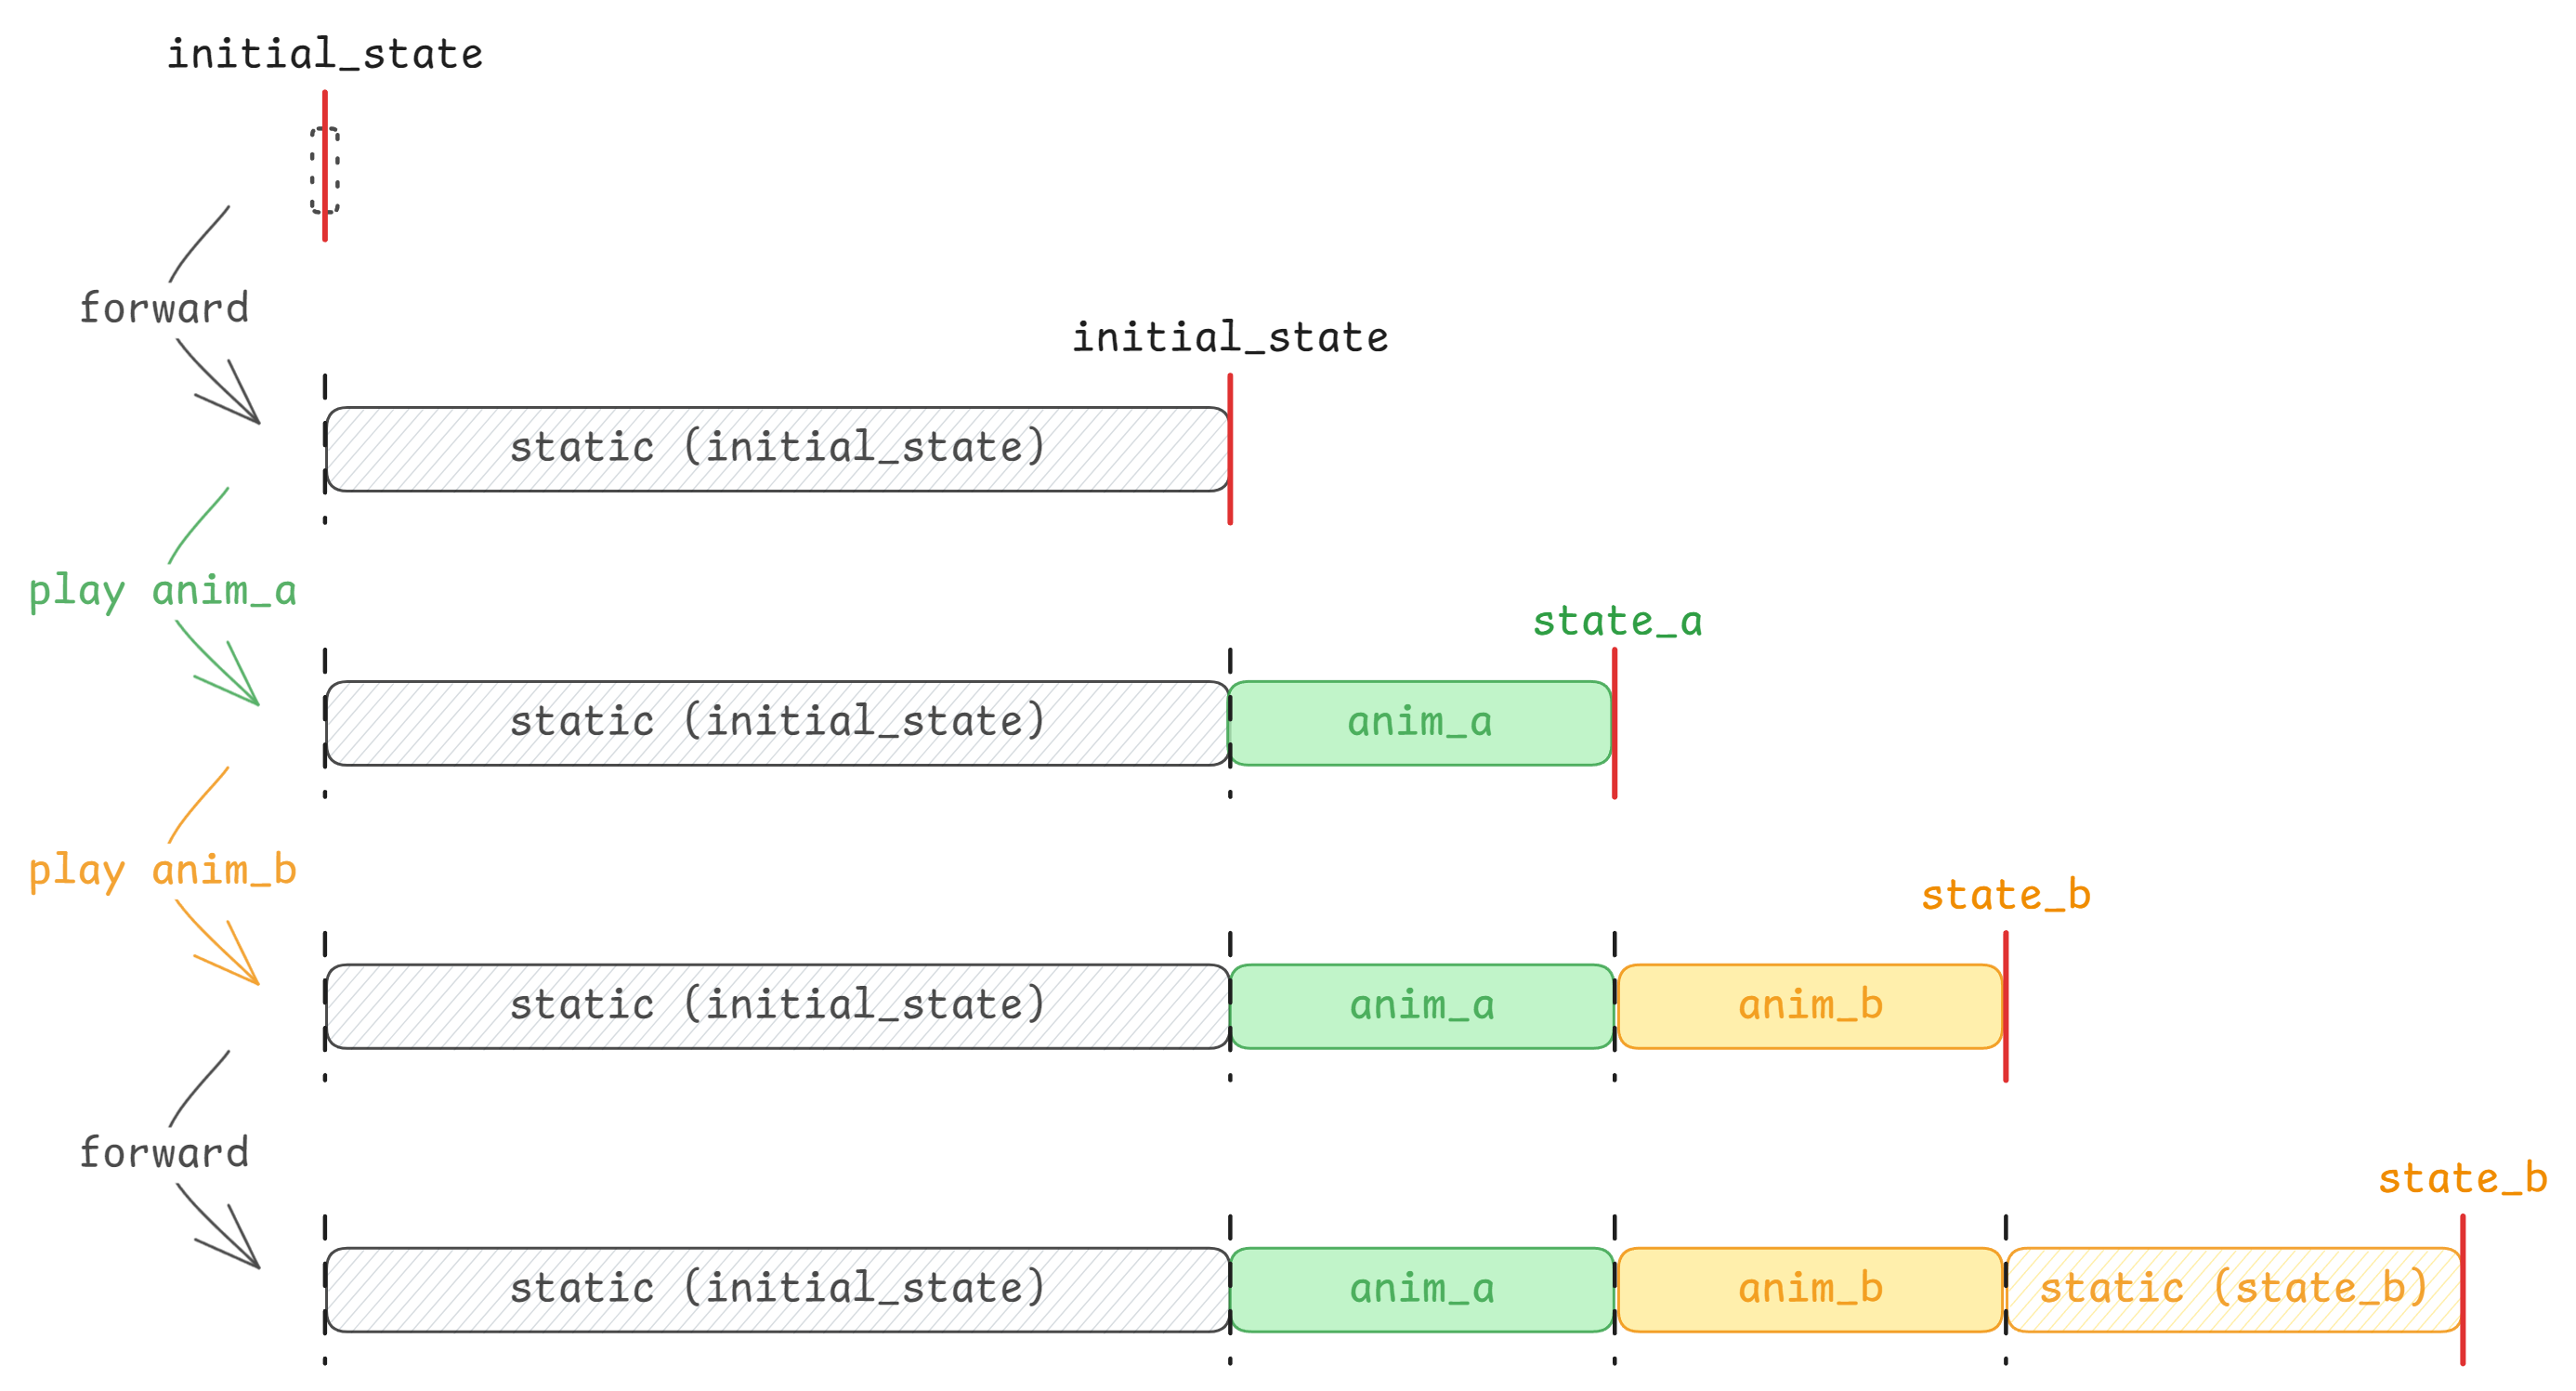 initial_state
forward
initial_state
static (initial_state)
play anim_a
state_a
static (initial_state) anim_a
play anim_b
state_b
static (initial_state) anim_a anim_b
forward
state_b
static (initial_state) anim_a anim_b static (state_b)